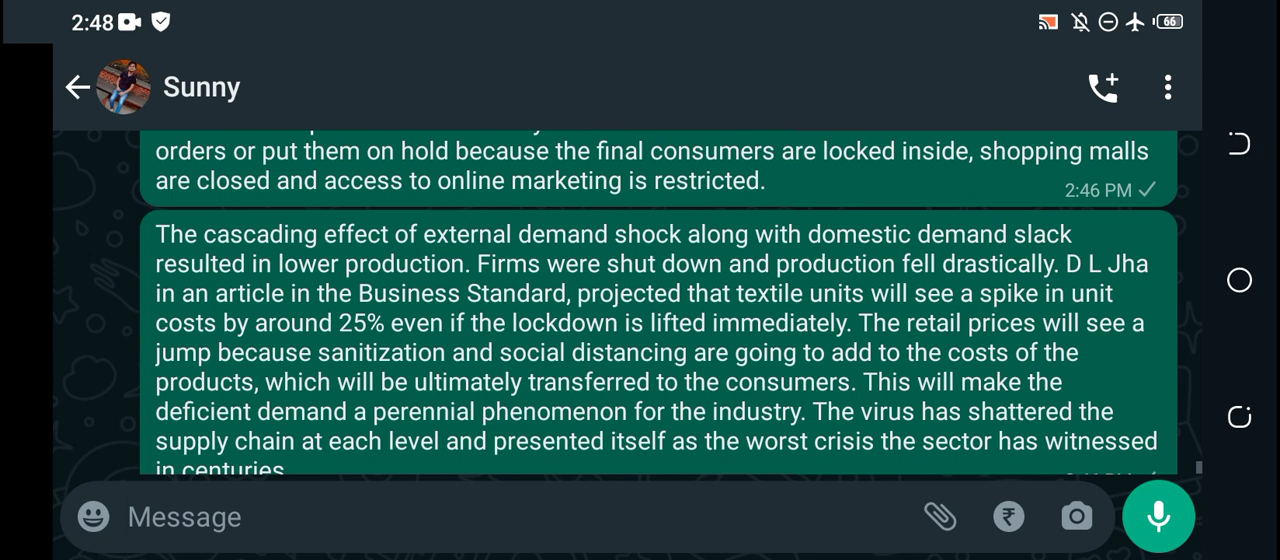 2:48
66
Sunny
orders or put them on hold because the final consumers are locked inside, shopping malls
are closed and access to online marketing is restricted.
2:46 PM
The cascading effect of external demand shock along with domestic demand slack
resulted in lower production. Firms were shut down and production fell drastically. D L Jha
in an article in the Business Standard, projected that textile units will see a spike in unit
costs by around 25% even if the lockdown is lifted immediately. The retail prices will see a
jump because sanitization and social distancing are going to add to the costs of the
products, which will be ultimately transferred to the consumers. This will make the
deficient demand a perennial phenomenon for the industry. The virus has shattered the
supply chain at each level and presented itself as the worst crisis the sector has witnessed
in centuries
Message
₹